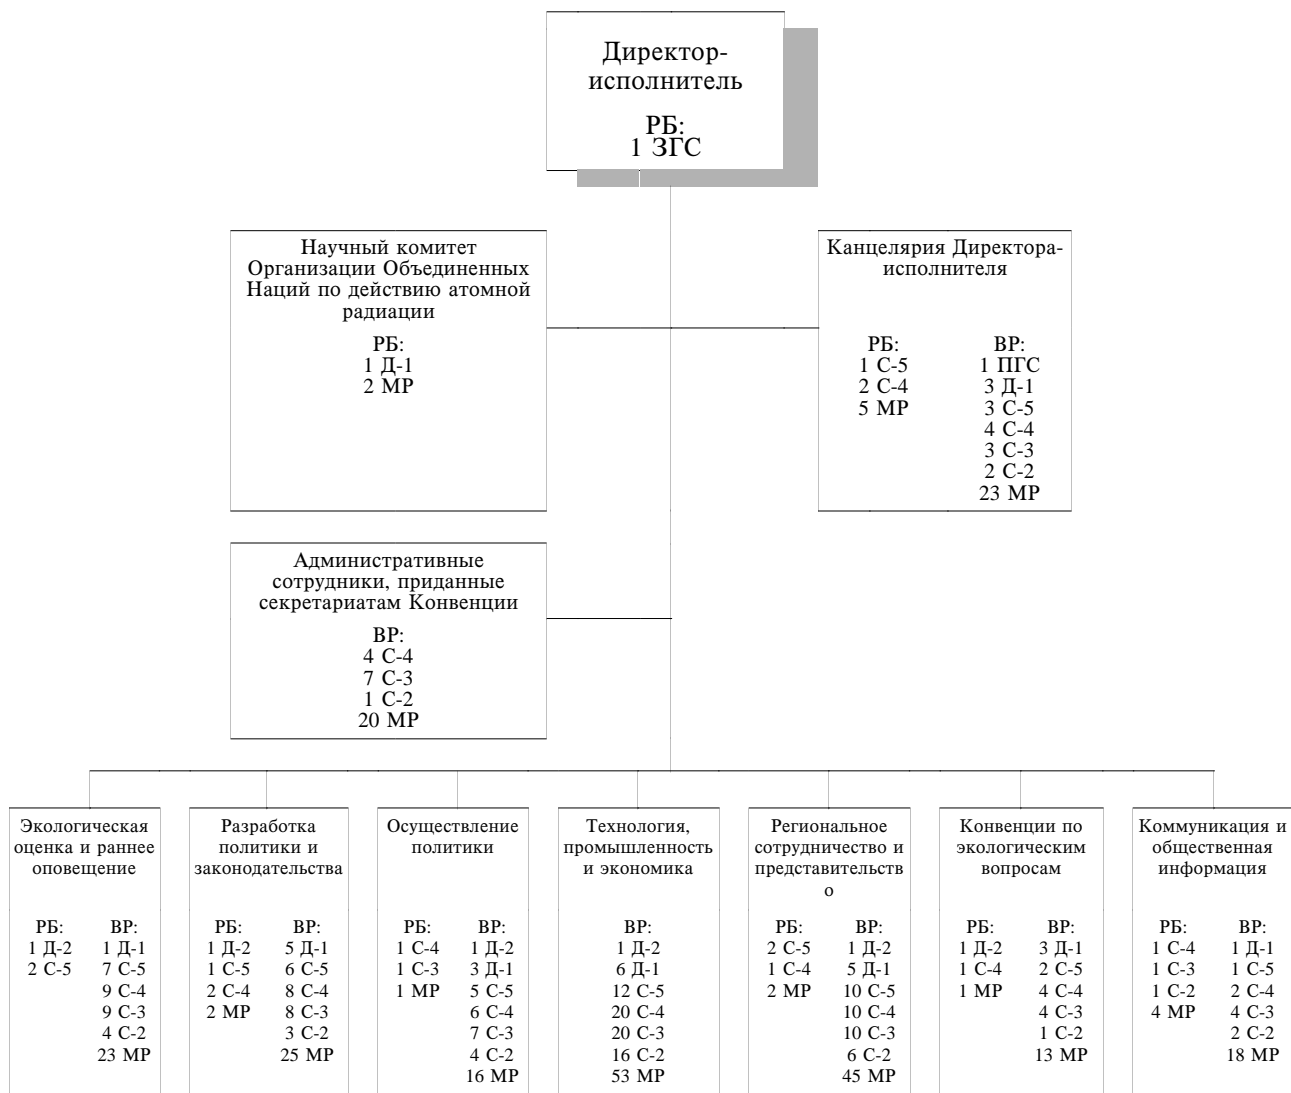 Директор-
исполнитель
РБ:
1 ЗГС
Научный комитет
Организации Объединенных
Наций по действию атомной
радиации
РБ:
1 Д-1
2 МР
Канцелярия Директора-
исполнителя
РБ:
1 С-5
2 С-4
5 МР
ВР:
1 ПГС
3 Д-1
3 С-5
4 С-4
3 С-3
2 С-2
23 МР
Административные
сотрудники, приданные
секретариатам Конвенции
ВР:
4 С-4
7 С-3
1 С-2
20 МР
Экологическая
оценка и раннее
оповещение
РБ:
1 Д-2
2 С-5
ВР:
1 Д-1
7 С-5
9 С-4
9 С-3
4 С-2
23 МР
Разработка
политики и
законодательства
РБ:
1 Д-2
1 С-5
2 С-4
2 МР
ВР:
5 Д-1
6 С-5
8 С-4
8 С-3
3 С-2
25 МР
Осуществление
политики
РБ:
1 С-4
1 С-3
1 МР
ВР:
1 Д-2
3 Д-1
5 С-5
6 С-4
7 С-3
4 С-2
16 МР
Технология,
промышленность
и экономика
ВР:
1 Д-2
6 Д-1
12 С-5
20 С-4
20 С-3
16 С-2
53 МР
Региональное
сотрудничество и
представительств
о
РБ:
2 С-5
1 С-4
2 МР
ВР:
1 Д-2
5 Д-1
10 С-5
10 С-4
10 С-3
6 С-2
45 МР
Конвенции по
экологическим
вопросам
РБ:
1 Д-2
1 С-4
1 МР
ВР:
3 Д-1
2 С-5
4 С-4
4 С-3
1 С-2
13 МР
Коммуникация и
общественная
информация
РБ:
1 С-4
1 С-3
1 С-2
4 МР
ВР:
1 Д-1
1 С-5
2 С-4
4 С-3
2 С-2
18 МР